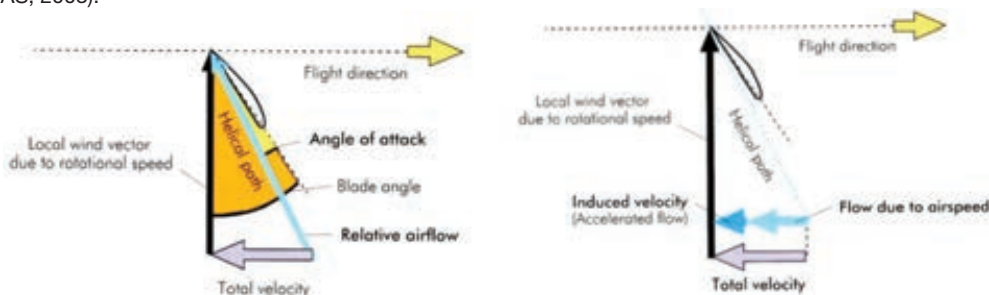 AS, 2005).
Flight direction
Local wind vector
due to rotational speed
Helical path
Angle of attack
Blade angle
Relative airflow
Total velocity
Flight direction
Local wind vector
due to rotational speed
Helical path
Induced velocity
(Accelerated flow)
Flow due to airspeed
Total velocity